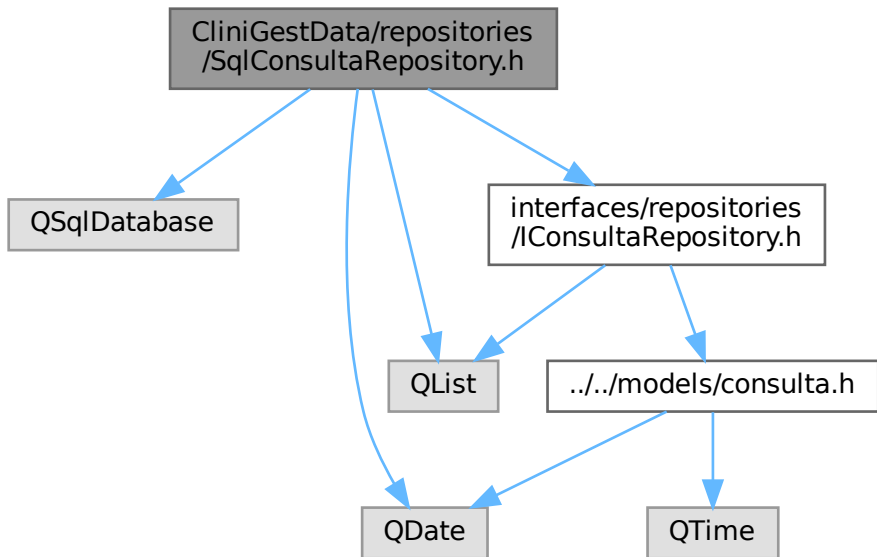 CliniGestData/repositories
/SqlConsultaRepository.h
QSqlDatabase
interfaces/repositories
/IConsultaRepository.h
QList
../../models/consulta.h
QDate
QTime